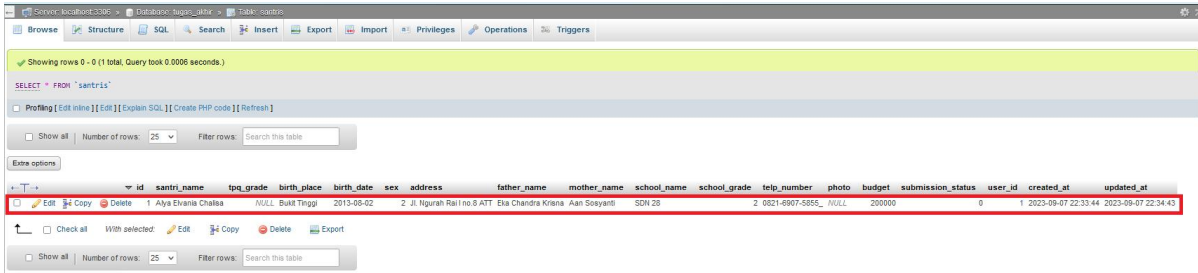 Server: localhost:3306 » Database: tugas_akhir » Table: santris
Browse Structure SQL Search Insert Export Import Privileges Operations Triggers
Showing rows 0 - 0 (1 total, Query took 0.0006 seconds.)
SELECT * FROM `santris`
Profiling [ Edit inline ] [ Edit ] [ Explain SQL ] [ Create PHP code ] [ Refresh ]
Show all Number of rows: 25 Filter rows: Search this table
Extra options
id santri_name tpq_grade birth_place birth_date sex address father_name mother_name school_name school_grade telp_number photo budget submission_status user_id created_at updated_at
Edit Copy Delete 1 Alya Elvania Chalisa NULL Bukit Tinggi 2013-08-02 2 Jl. Ngurah Rai I no.8 ATT Eka Chandra Krisna Aan Sosyanti SDN 28 2 0821-6907-5855_ NULL 200000 0 1 2023-09-07 22:33:44 2023-09-07 22:34:43
Check all With selected: Edit Copy Delete Export
Show all Number of rows: 25 Filter rows: Search this table